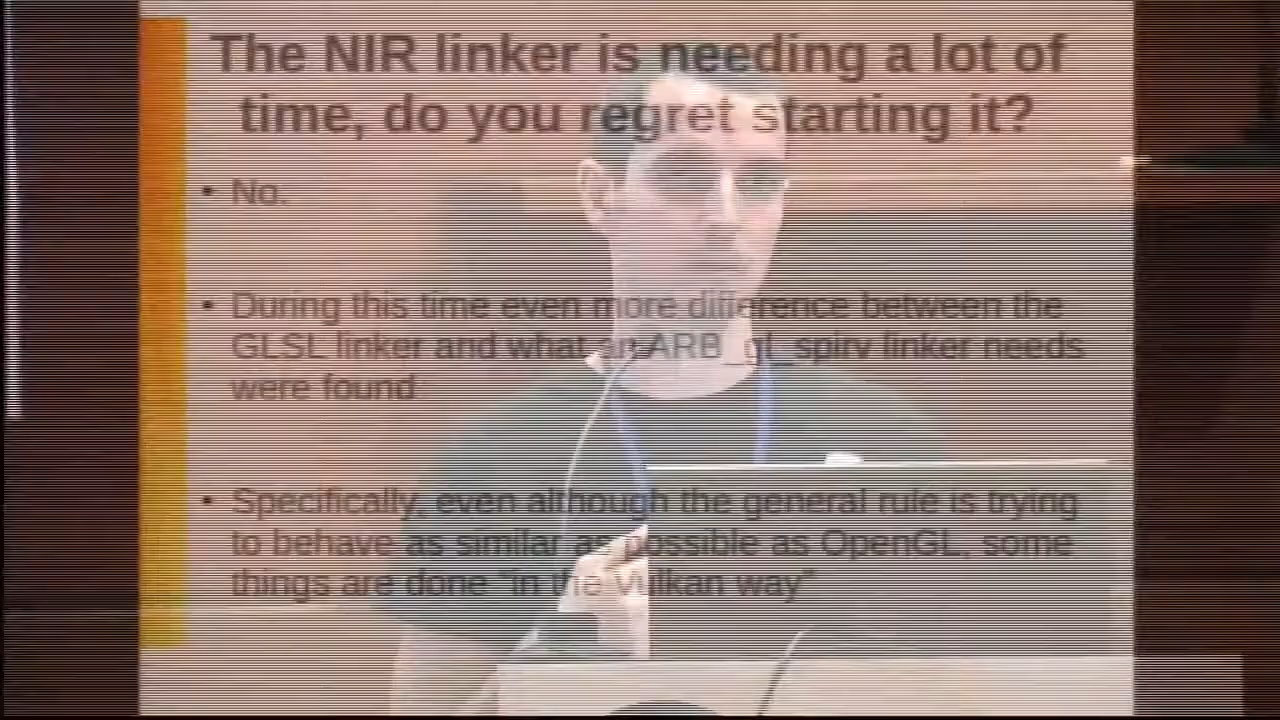 The NIR linker is needing a lot of
time, do you regret starting it?
• No.
• During this time even more difference between the
GLSL linker and what an ARB_gl_spirv linker needs
were found
• Specifically, even although the general rule is trying
to behave as similar as possible as OpenGL, some
things are done "in the Vulkan way"